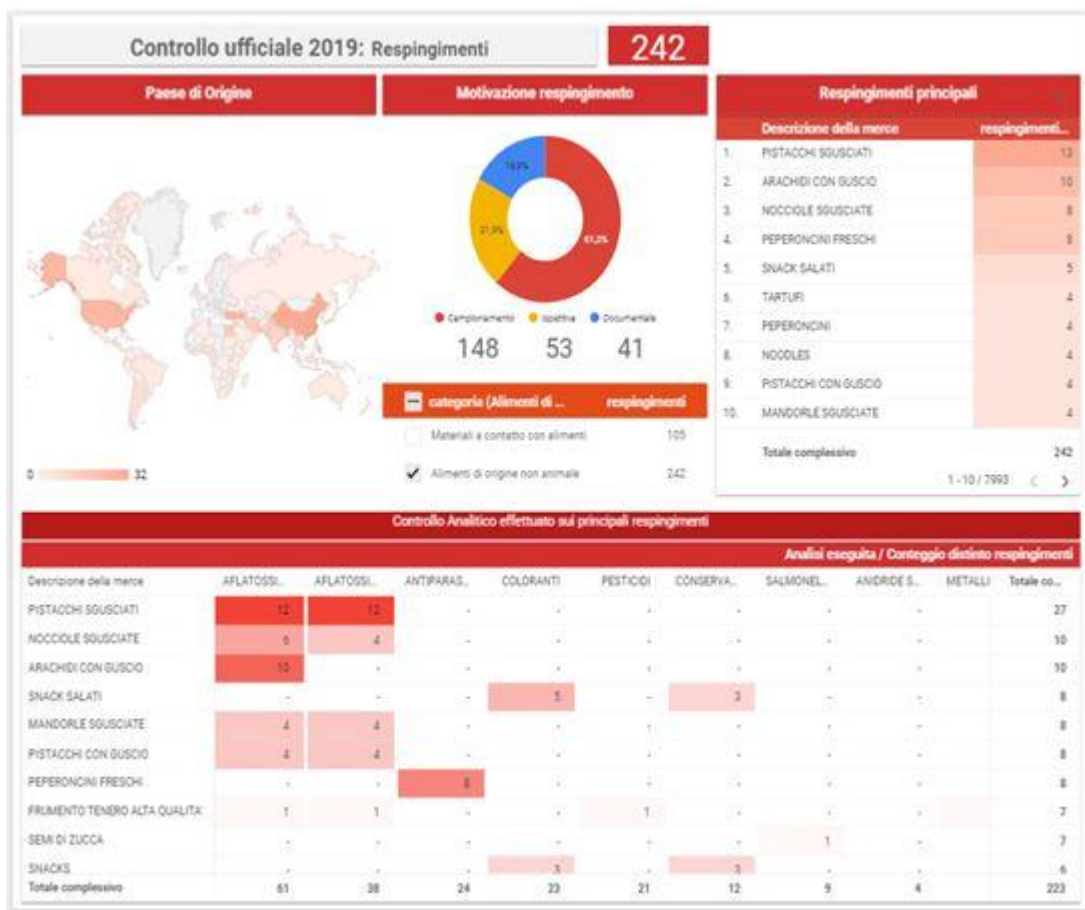 Controllo ufficiale 2019: Respingimenti
242
Paese di Origine
0 32
Motivazione respingimento
21,9%
61,2%
Campionamento Ispettiva Documentale
148 53 41
categoria (Alimenti di ... respingimenti
Materiali a contatto con alimenti 105
Alimenti di origine non animale 242
Respingimenti principali
Descrizione della merce respingimenti...
1. PISTACCHI SGUSCIATI 13
2. ARACHIDI CON GUSCIO 10
3. NOCCIOLE SGUSCIATE 8
4. PEPERONCINI FRESCHI 8
5. SNACK SALATI 5
6. TARTUFI 4
7. PEPERONCINI 4
8. NOODLES 4
9. PISTACCHI CON GUSCIO 4
10. MANDORLE SGUSCIATE 4
Totale complessivo 242
1 - 10 / 7993
Controllo Analitico effettuato sui principali respingimenti
Analisi eseguita / Conteggio distinto respingimenti
Descrizione della merce AFLATOSSI... AFLATOSSI... ANTIPARAS... COLORANTI PESTICIDI CONSERVA... SALMONEL... ANIDRIDE S... METALLI Totale co...
PISTACCHI SGUSCIATI 12 12 - - - - - - 27
NOCCIOLE SGUSCIATE 6 4 - - - - - - 10
ARACHIDI CON GUSCIO 10 - - - - - - - 10
SNACK SALATI - - - 5 - 3 - - 8
MANDORLE SGUSCIATE 4 4 - - - - - - 8
PISTACCHI CON GUSCIO 4 4 - - - - - - 8
PEPERONCINI FRESCHI - - 8 - - - - - 8
FRUMENTO TENERO ALTA QUALITA' 1 1 - - 1 - - - 7
SEMI DI ZUCCA - - - - - - 1 - 7
SNACKS - - - 3 - 3 - - 6
Totale complessivo 61 38 24 23 21 12 9 4 223